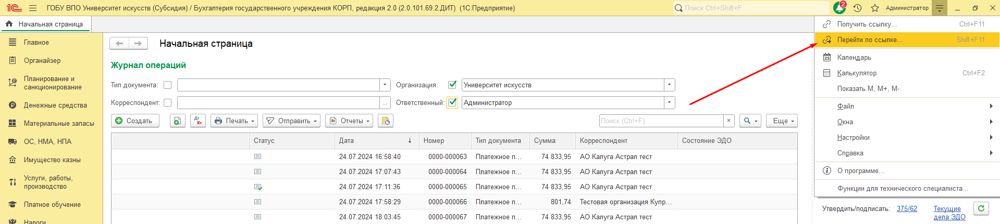 1С ГОБУ ВПО Университет искусств (Субсидия) / Бухгалтерия государственного учреждения КОРП, редакция 2.0 (2.0.101.69.2.ДИТ) (1С:Предприятие)
Поиск Ctrl+Shift+F
2
Администратор
Начальная страница
Главное
Органайзер
Планирование и
санкционирование
Денежные средства
Материальные запасы
ОС, НМА, НПА
Имущество казны
Услуги, работы,
производство
Платное обучение
Налоги
Начальная страница
Журнал операций
Тип документа:
Организация: Университет искусств
Корреспондент: ...
Ответственный: Администратор
Создать
Дт
Кт
Печать
Отправить
Отчеты
Поиск (Ctrl+F)
×
Еще
Статус Дата ↓ Номер Тип документа Сумма Корреспондент Состояние ЭДО
24.07.2024 16:58:40 0000-000063 Платежное п... 74 833,95 АО Калуга Астрал тест
24.07.2024 17:07:43 0000-000064 Платежное п... 74 833,95 АО Калуга Астрал тест
24.07.2024 17:11:36 0000-000065 Платежное п... 74 833,95 АО Калуга Астрал тест
24.07.2024 17:58:29 0000-000066 Платежное п... 801,74 Тестовая организация Купр...
24.07.2024 18:03:45 0000-000067 Платежное п... 74 833,95 АО Калуга Астрал тест
Получить ссылку... Ctrl+F11
Перейти по ссылке... Shift+F11
25 Календарь
Калькулятор Ctrl+F2
Показать M, M+, M-
Файл
Окна
Настройки
Справка
О программе...
Функции для технического специалиста...
Утвердить/подписать: 375/62
Текущие
дела ЭДО